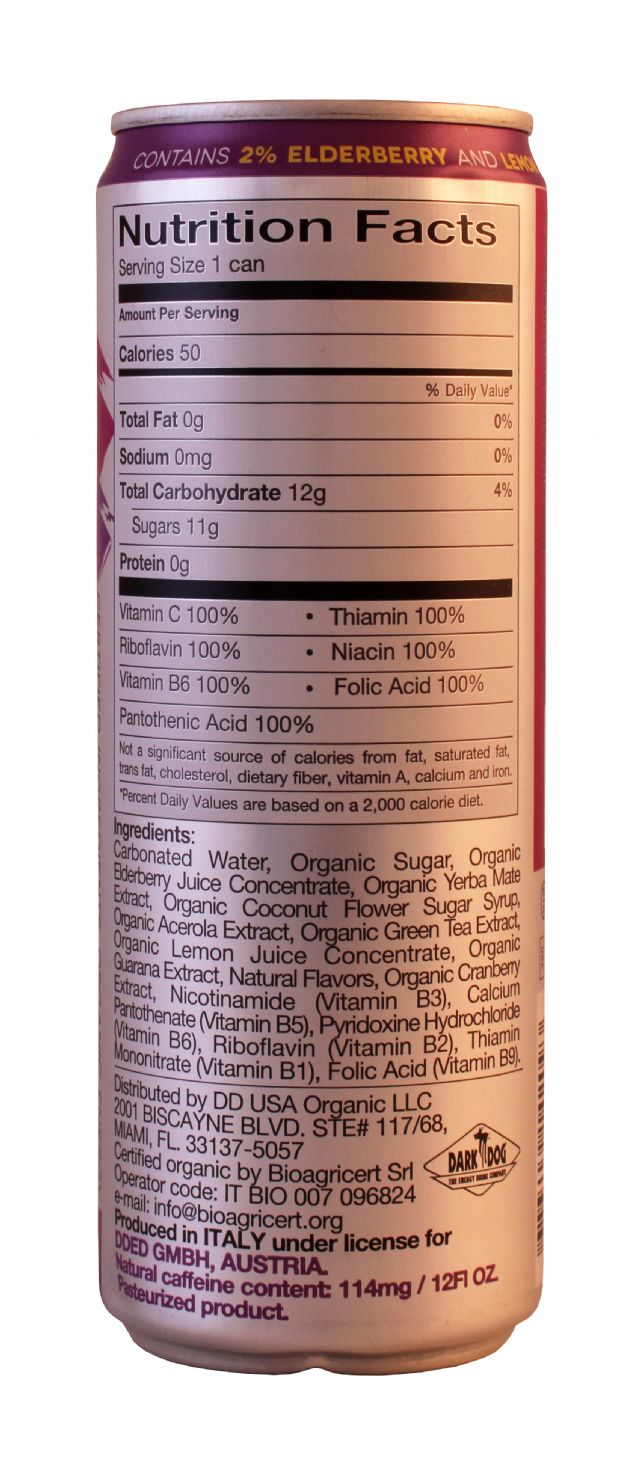 CONTAINS 2% ELDERBERRY AND LEMON
Nutrition Facts
Serving Size 1 can
Amount Per Serving
Calories 50
% Daily Value*
Total Fat 0g 0%
Sodium 0mg 0%
Total Carbohydrate 12g 4%
Sugars 11g
Protein 0g
Vitamin C 100% • Thiamin 100%
Riboflavin 100% • Niacin 100%
Vitamin B6 100% • Folic Acid 100%
Pantothenic Acid 100%
Not a significant source of calories from fat, saturated fat,
trans fat, cholesterol, dietary fiber, vitamin A, calcium and iron.
*Percent Daily Values are based on a 2,000 calorie diet.
Ingredients:
Carbonated Water, Organic Sugar, Organic
Elderberry Juice Concentrate, Organic Yerba Mate
Extract, Organic Coconut Flower Sugar Syrup,
Organic Acerola Extract, Organic Green Tea Extract,
Organic Lemon Juice Concentrate, Organic
Guarana Extract, Natural Flavors, Organic Cranberry
Extract, Nicotinamide (Vitamin B3), Calcium
Pantothenate (Vitamin B5), Pyridoxine Hydrochloride
(Vitamin B6), Riboflavin (Vitamin B2), Thiamin
Mononitrate (Vitamin B1), Folic Acid (Vitamin B9).
Distributed by DD USA Organic LLC
2001 BISCAYNE BLVD. STE# 117/68,
MIAMI, FL. 33137-5057
Certified organic by Bioagricert Srl
Operator code: IT BIO 007 096824
e-mail: info@bioagricert.org
DARK DOG
THE ENERGY DRINK COMPANY
Produced in ITALY under license for
DDED GMBH, AUSTRIA.
Natural caffeine content: 114mg / 12Fl OZ.
Pasteurized product.